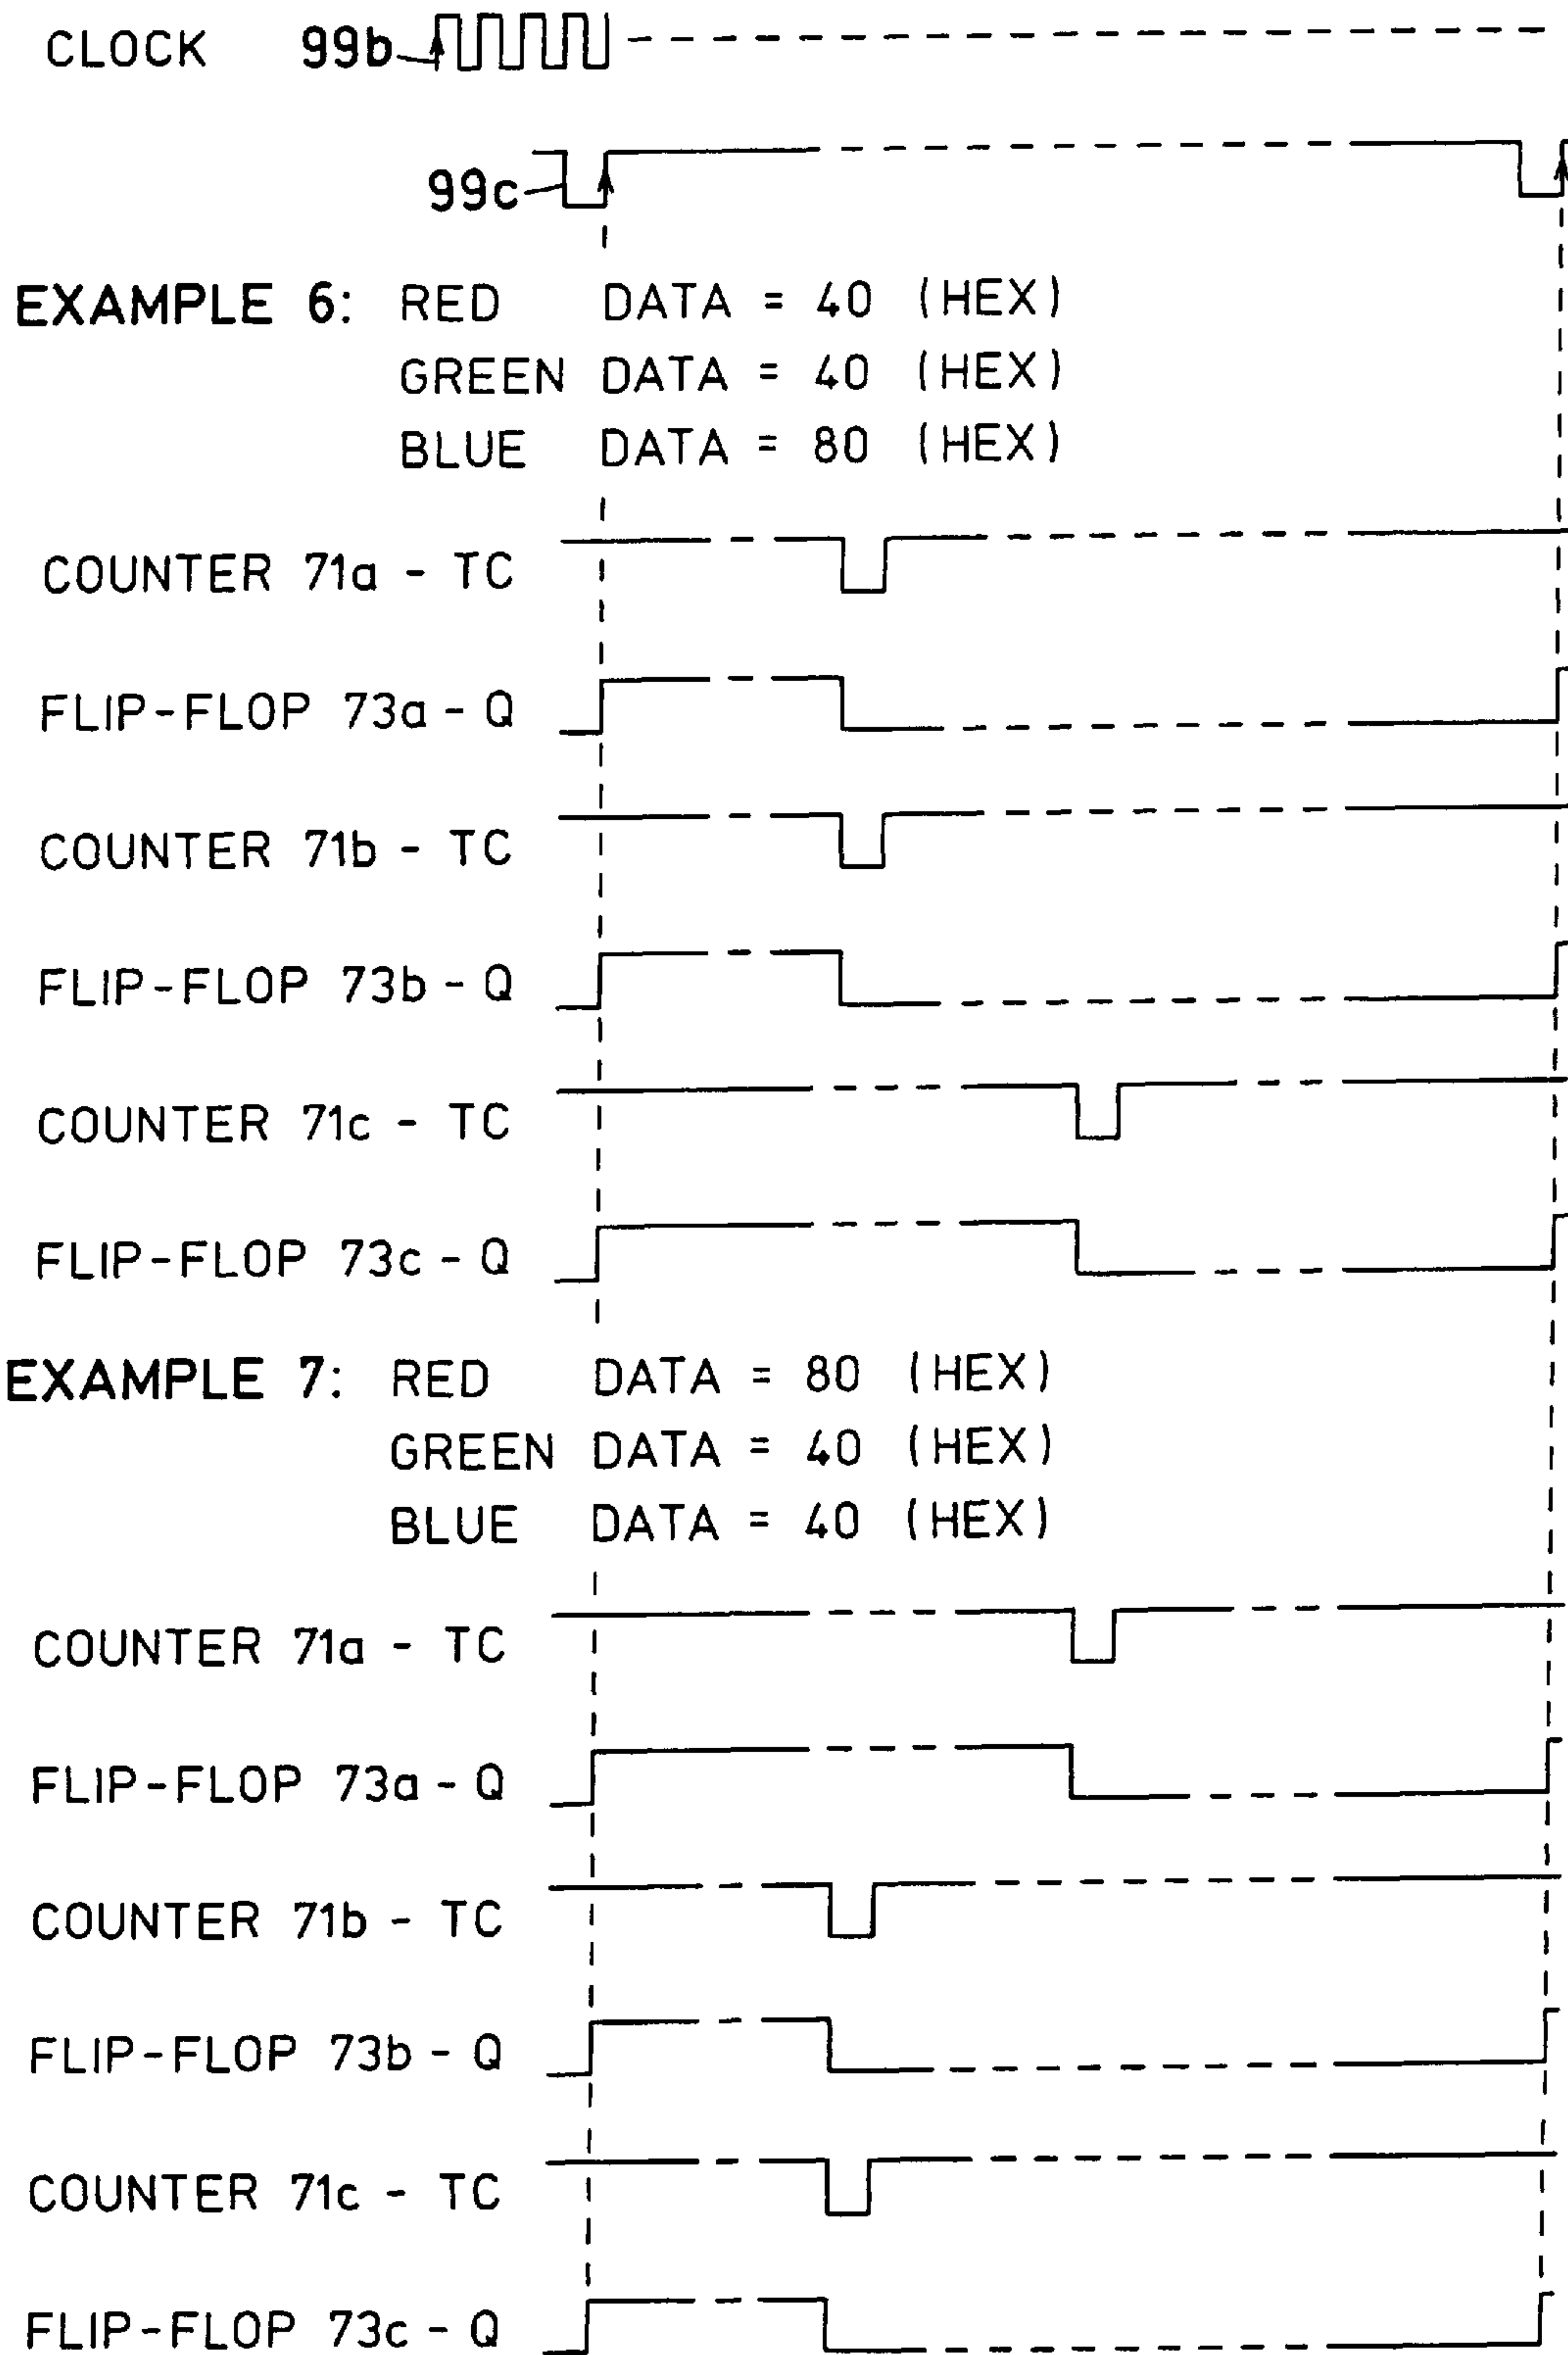 CLOCK 99b
99c
EXAMPLE 6: RED DATA = 40 (HEX)
GREEN DATA = 40 (HEX)
BLUE DATA = 80 (HEX)
COUNTER 71a - TC
FLIP-FLOP 73a - Q
COUNTER 71b - TC
FLIP-FLOP 73b - Q
COUNTER 71c - TC
FLIP-FLOP 73c - Q
EXAMPLE 7: RED DATA = 80 (HEX)
GREEN DATA = 40 (HEX)
BLUE DATA = 40 (HEX)
COUNTER 71a - TC
FLIP-FLOP 73a - Q
COUNTER 71b - TC
FLIP-FLOP 73b - Q
COUNTER 71c - TC
FLIP-FLOP 73c - Q